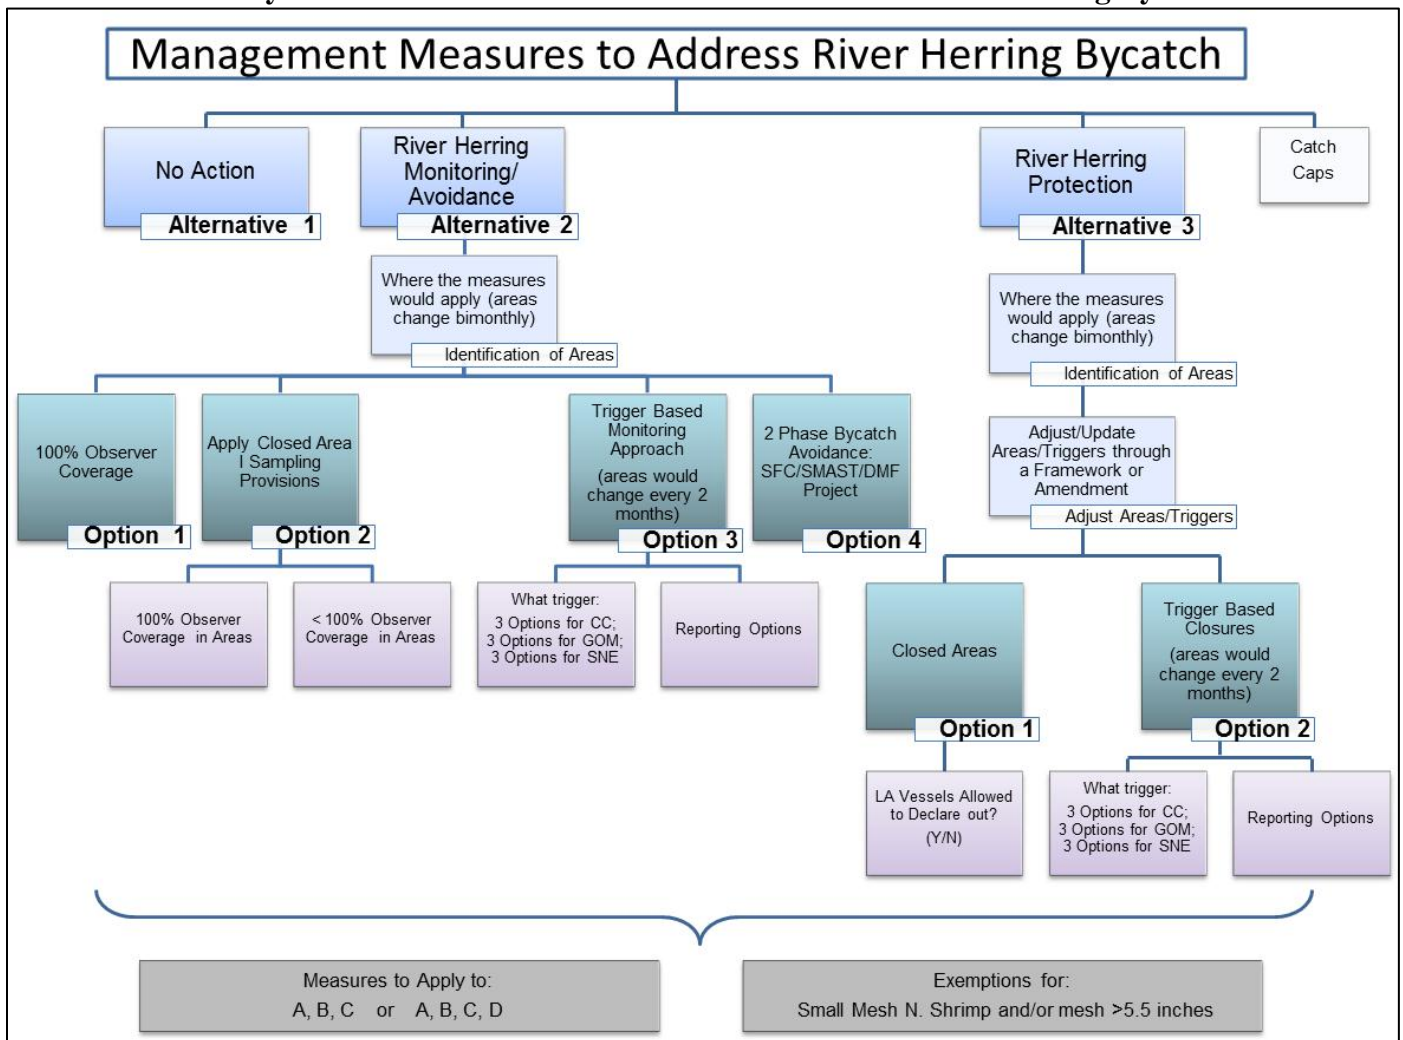 Management Measures to Address River Herring Bycatch
No Action
Alternative 1
River Herring
Monitoring/
Avoidance
Alternative 2
River Herring
Protection
Alternative 3
Catch
Caps
Where the measures
would apply (areas
change bimonthly)
Identification of Areas
Where the measures
would apply (areas
change bimonthly)
Identification of Areas
100% Observer
Coverage
Option 1
Apply Closed Area
I Sampling
Provisions
Option 2
Trigger Based
Monitoring
Approach
(areas would
change every 2
months)
Option 3
2 Phase Bycatch
Avoidance:
SFC/SMAST/DMF
Project
Option 4
Adjust/Update
Areas/Triggers through
a Framework or
Amendment
Adjust Areas/Triggers
100% Observer
Coverage in Areas
< 100% Observer
Coverage in Areas
What trigger:
3 Options for CC;
3 Options for GOM;
3 Options for SNE
Reporting Options
Closed Areas
Option 1
Trigger Based
Closures
(areas would
change every 2
months)
Option 2
LA Vessels Allowed
to Declare out?
(Y/N)
What trigger:
3 Options for CC;
3 Options for GOM;
3 Options for SNE
Reporting Options
Measures to Apply to:
A, B, C or A, B, C, D
Exemptions for:
Small Mesh N. Shrimp and/or mesh >5.5 inches